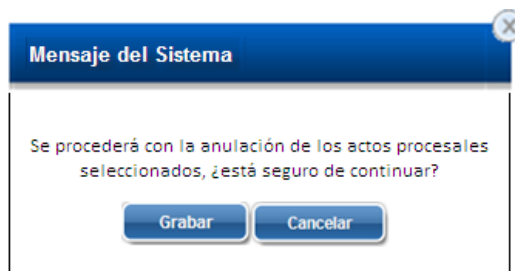 Mensaje del Sistema
Se procederá con la anulación de los actos procesales
seleccionados, ¿está seguro de continuar?
Grabar Cancelar